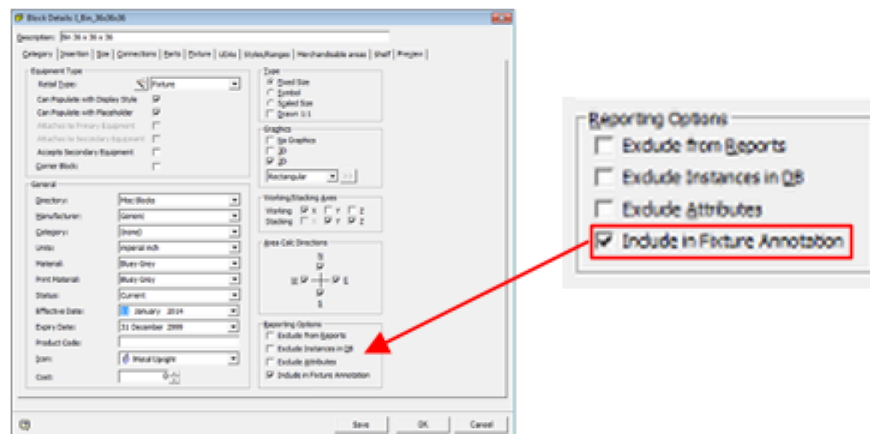 Block Details I_Bin_36x36x36
Description: Bin 36 x 36 x 36
Category Insertion Size Connections Parts Fixture UDAs Styles/Ranges Merchandisable areas Shelf Preview
Equipment Type
Retail Type: Fixture
Can Populate with Display Style
Can Populate with Placeholder
Attaches to Primary Equipment
Attaches to Secondary Equipment
Accepts Secondary Equipment
Corner Block
General
Directory: Misc Blocks
Manufacturer: Generic
Category: (none)
Units: Imperial inch
Material: Bluey Grey
Print Material: Bluey Grey
Status: Current
Effective Date: January 2014
Expiry Date: 31 December 2999
Product Code:
Icon: Metal Upright
Cost: 0
Type
Fixed Size
Symbol
Scaled Size
Drawn 1:1
Graphics
No Graphics
3D
2D
Rectangular >>
Working/Stacking Axes
Working X Y Z
Stacking X Y Z
Area Calc Directions
N
W E
S
Reporting Options
Exclude from Reports
Exclude Instances in DB
Exclude Attributes
Include in Fixture Annotation
Save OK Cancel
Reporting Options
Exclude from Reports
Exclude Instances in DB
Exclude Attributes
Include in Fixture Annotation